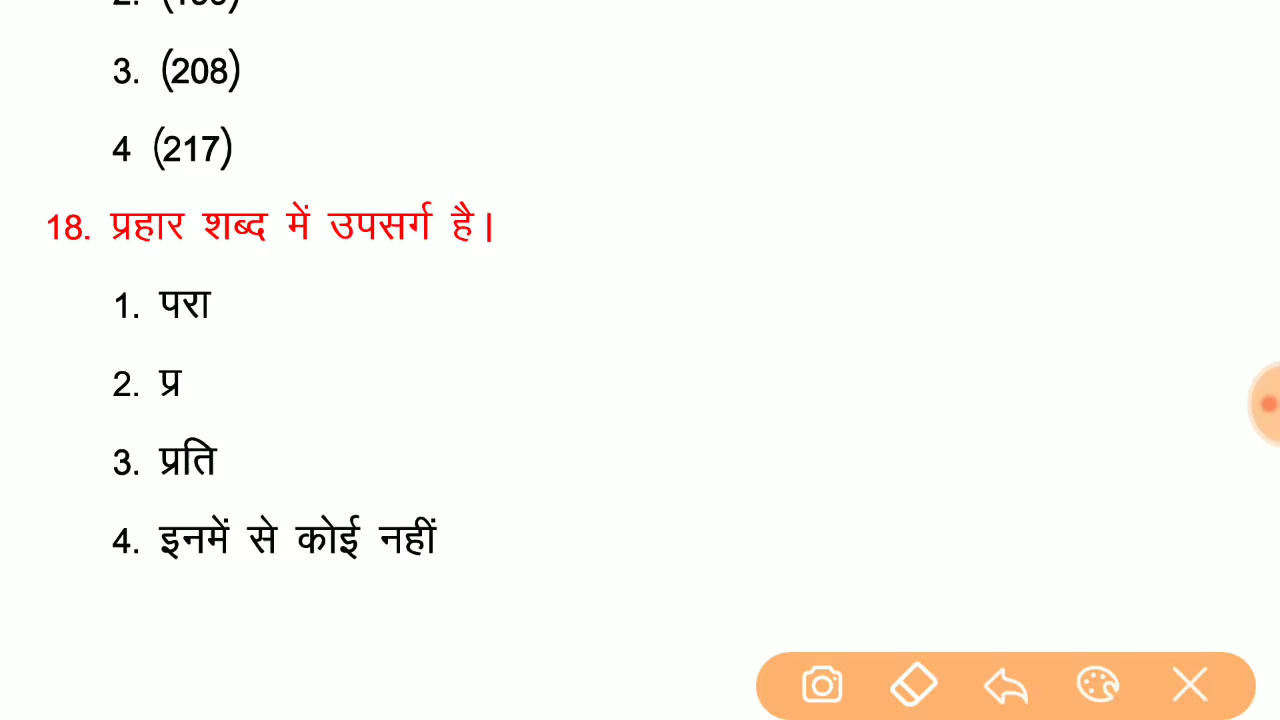 3. (208)
4 (217)
18. प्रहार शब्द में उपसर्ग है।
1. परा
2. प्र
3. प्रति
4. इनमें से कोई नहीं